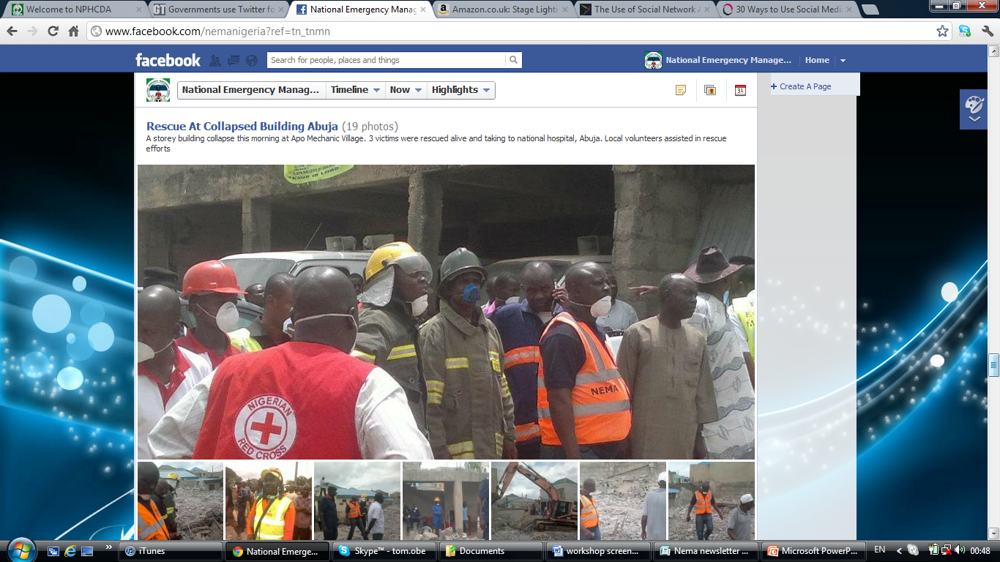 Welcome to NPHCDA
Governments use Twitter fo
National Emergency Manag
Amazon.co.uk: Stage Lighti
The Use of Social Network A
30 Ways to Use Social Medi
www.facebook.com/nemanigeria?ref=tn_tnmn
facebook
Search for people, places and things
National Emergency Manage...
Home
National Emergency Manag...
Timeline
Now
Highlights
31
Create A Page
Rescue At Collapsed Building Abuja (19 photos)
A storey building collapse this morning at Apo Mechanic Village. 3 victims were rescued alive and taking to national hospital, Abuja. Local volunteers assisted in rescue
efforts
JESUS IS LORD
NEMA
NIGERIAN
RED CROSS
iTunes
National Emerge...
Skype™ - tom.obe
Documents
workshop screen...
Nema newsletter ...
Microsoft PowerP...
EN
00:48